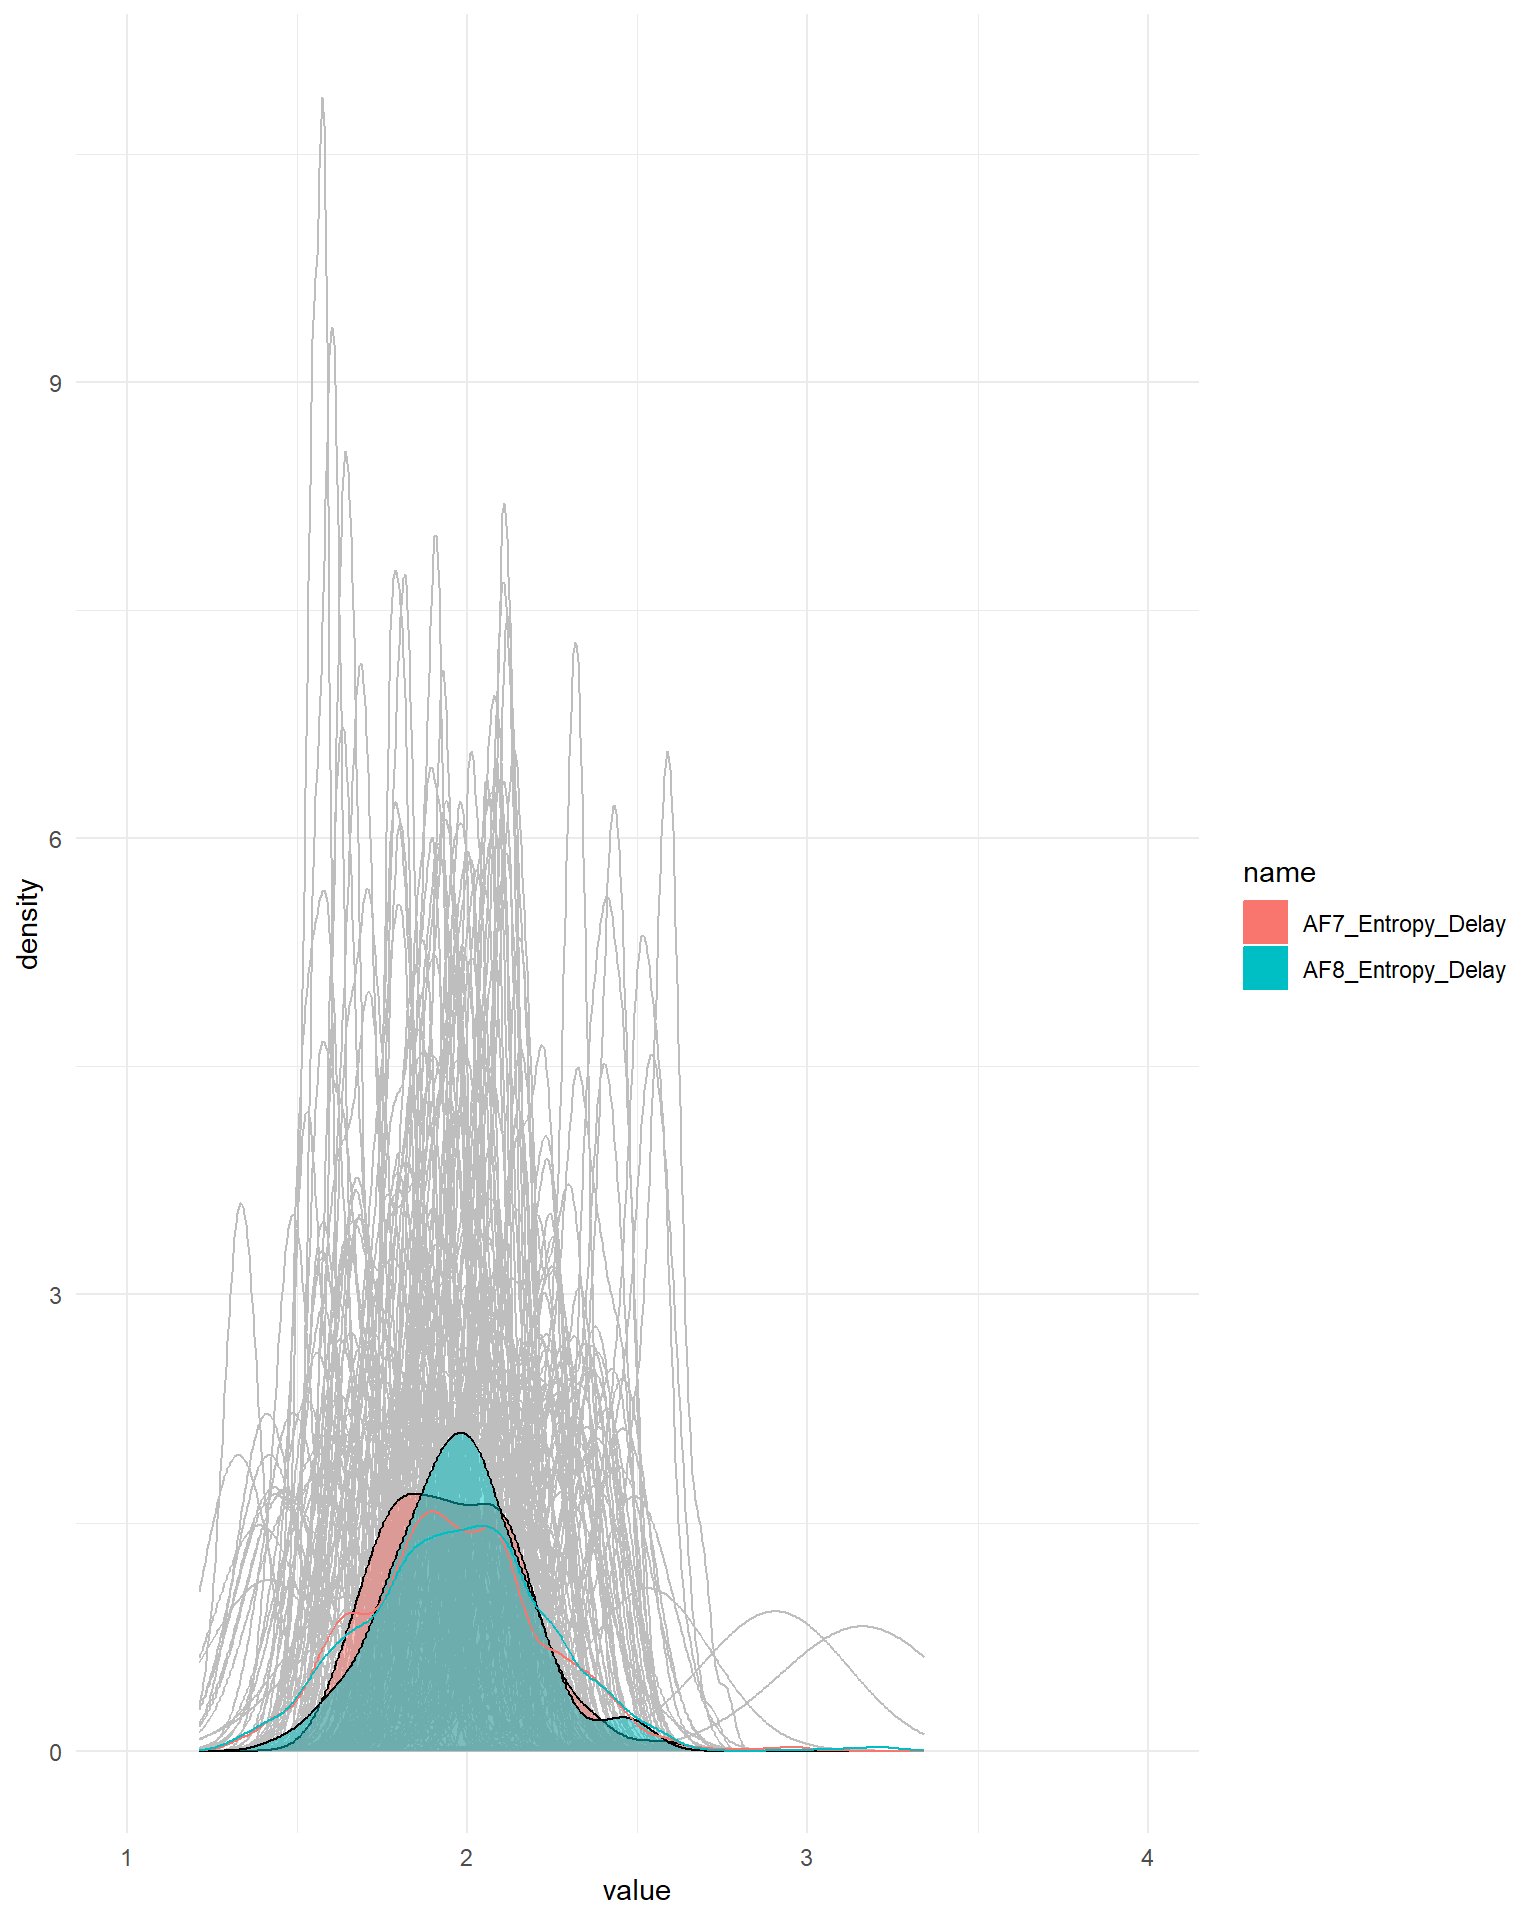 9
6
3
0
density
1 2 3 4
value
name
AF7_Entropy_Delay
AF8_Entropy_Delay